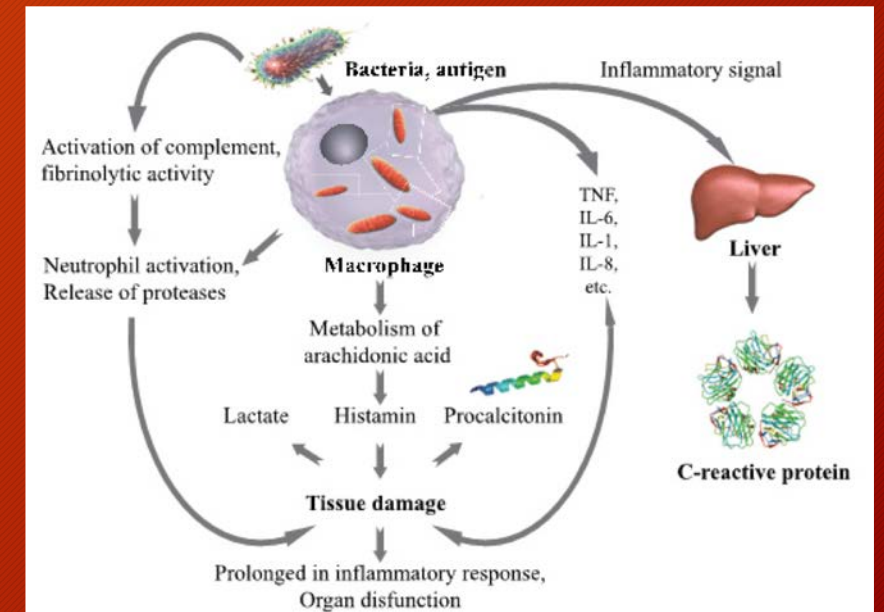 Bacteria, antigen
Inflammatory signal
Activation of complement,
fibrinolytic activity
TNF,
IL-6,
IL-1,
IL-8,
etc.
Liver
Neutrophil activation,
Release of proteases
Macrophage
Metabolism of
arachidonic acid
Lactate
Histamin
Procalcitonin
C-reactive protein
Tissue damage
Prolonged in inflammatory response,
Organ disfunction